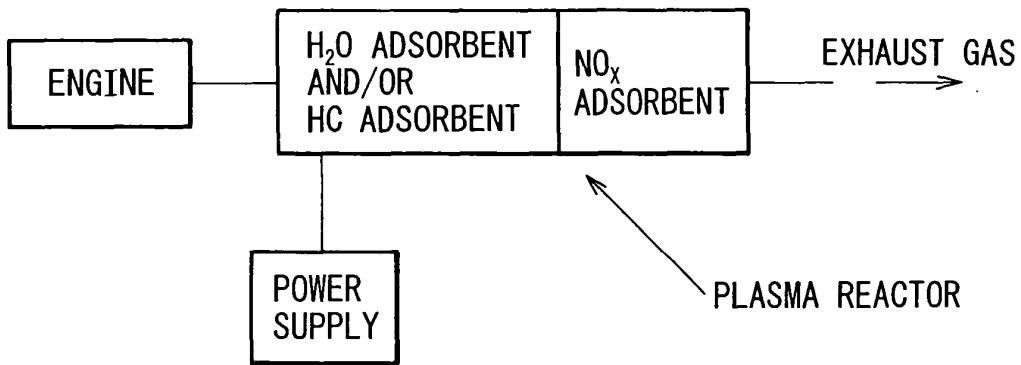 ENGINE
H₂O ADSORBENT
AND/OR
HC ADSORBENT
NOₓ
ADSORBENT
EXHAUST GAS
POWER
SUPPLY
PLASMA REACTOR